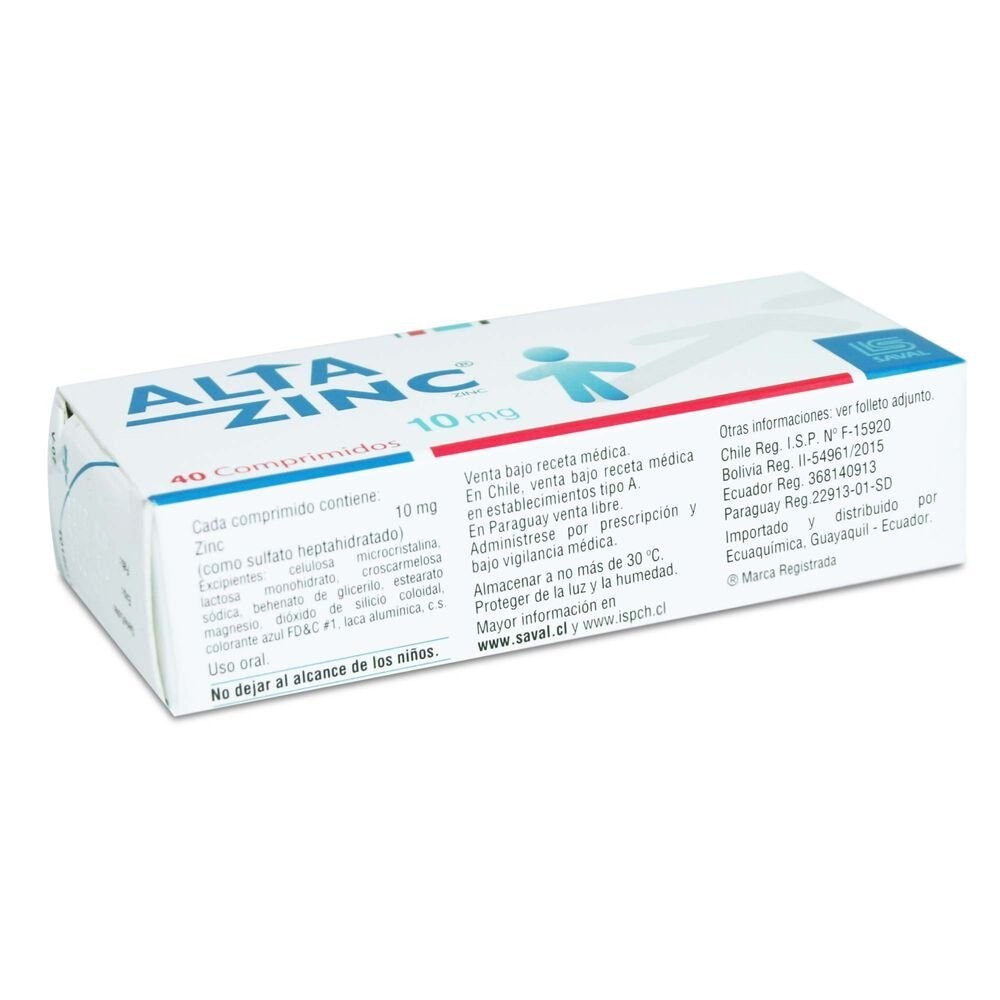 ALTA
ZINC®
ZINC
10 mg
40 Comprimidos
SAVAL
Cada comprimido contiene:
Zinc 10 mg
(como sulfato heptahidratado)
Excipientes: celulosa microcristalina,
lactosa monohidrato, croscarmelosa
sódica, behenato de glicerilo, estearato
magnesio, dióxido de silicio coloidal,
colorante azul FD&C #1, laca alumínica, c.s.
Uso oral.
No dejar al alcance de los niños.
Venta bajo receta médica.
En Chile, venta bajo receta médica
en establecimientos tipo A.
En Paraguay venta libre.
Adminístrese por prescripción y
bajo vigilancia médica.
Almacenar a no más de 30 ºC.
Proteger de la luz y la humedad.
Mayor información en
www.saval.cl y www.ispch.cl
Otras informaciones: ver folleto adjunto.
Chile Reg. I.S.P. Nº F-15920
Bolivia Reg. II-54961/2015
Ecuador Reg. 368140913
Paraguay Reg.22913-01-SD
Importado y distribuido por
Ecuaquímica, Guayaquil - Ecuador.
® Marca Registrada